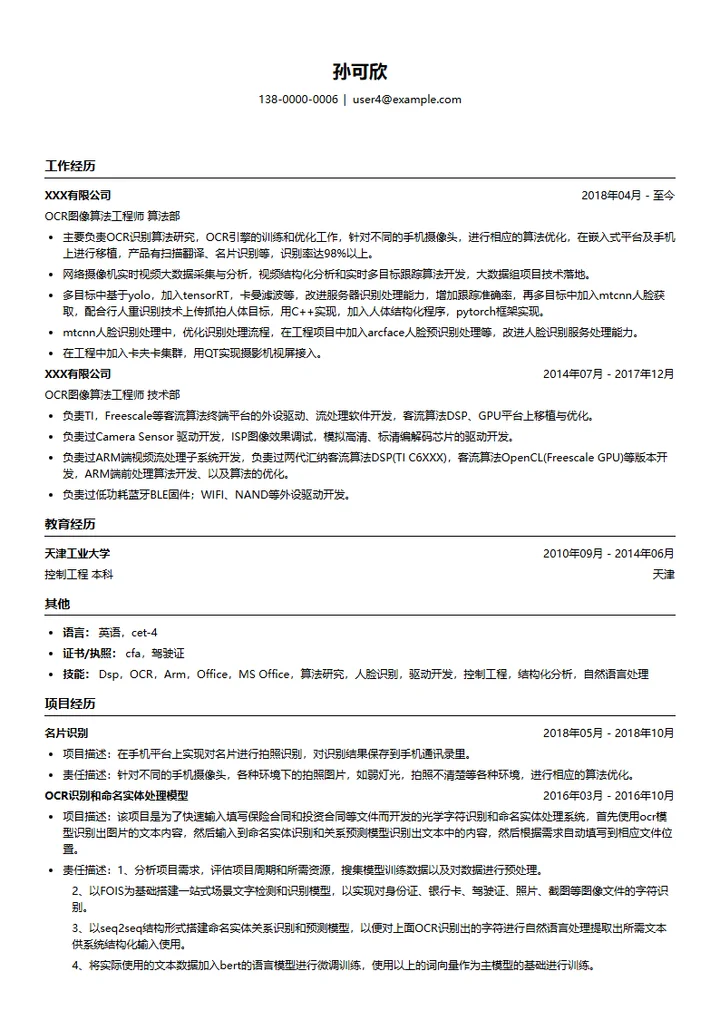 孙可欣
138-0000-0006 | user4@example.com
工作经历
XXX有限公司 2018年04月 - 至今
OCR图像算法工程师 算法部
• 主要负责OCR识别算法研究，OCR引擎的训练和优化工作，针对不同的手机摄像头，进行相应的算法优化，在嵌入式平台及手机
上进行移植，产品有扫描翻译、名片识别等，识别率达98%以上。
• 网络摄像机实时视频大数据采集与分析，视频结构化分析和实时多目标跟踪算法开发，大数据组项目技术落地。
• 多目标中基于yolo，加入tensorRT，卡曼滤波等，改进服务器识别处理能力，增加跟踪准确率，再多目标中加入mtcnn人脸获
取，配合行人重识别技术上传抓拍人体目标，用C++实现，加入人体结构化程序，pytorch框架实现。
• mtcnn人脸识别处理中，优化识别处理流程，在工程项目中加入arcface人脸预识别处理等，改进人脸识别服务处理能力。
• 在工程中加入卡夫卡集群，用QT实现摄影机视屏接入。
XXX有限公司 2014年07月 - 2017年12月
OCR图像算法工程师 技术部
• 负责TI，Freescale等客流算法终端平台的外设驱动、流处理软件开发，客流算法DSP、GPU平台上移植与优化。
• 负责过Camera Sensor 驱动开发，ISP图像效果调试，模拟高清、标清编解码芯片的驱动开发。
• 负责过ARM端视频流处理子系统开发，负责过两代汇纳客流算法DSP(TI C6XXX)，客流算法OpenCL(Freescale GPU)等版本开
发，ARM端前处理算法开发、以及算法的优化。
• 负责过低功耗蓝牙BLE固件；WIFI、NAND等外设驱动开发。
教育经历
天津工业大学 2010年09月 - 2014年06月
控制工程 本科 天津
其他
• 语言： 英语，cet-4
• 证书/执照： cfa，驾驶证
• 技能： Dsp，OCR，Arm，Office，MS Office，算法研究，人脸识别，驱动开发，控制工程，结构化分析，自然语言处理
项目经历
名片识别 2018年05月 - 2018年10月
• 项目描述：在手机平台上实现对名片进行拍照识别，对识别结果保存到手机通讯录里。
• 责任描述：针对不同的手机摄像头，各种环境下的拍照图片，如弱灯光，拍照不清楚等各种环境，进行相应的算法优化。
OCR识别和命名实体处理模型 2016年03月 - 2016年10月
• 项目描述：该项目是为了快速输入填写保险合同和投资合同等文件而开发的光学字符识别和命名实体处理系统，首先使用ocr模
型识别出图片的文本内容，然后输入到命名实体识别和关系预测模型识别出文本中的内容，然后根据需求自动填写到相应文件位
置。
• 责任描述：1、分析项目需求，评估项目周期和所需资源，搜集模型训练数据以及对数据进行预处理。
2、以FOIS为基础搭建一站式场景文字检测和识别模型，以实现对身份证、银行卡、驾驶证、照片、截图等图像文件的字符识
别。
3、以seq2seq结构形式搭建命名实体关系识别和预测模型，以便对上面OCR识别出的字符进行自然语言处理提取出所需文本
供系统结构化输入使用。
4、将实际使用的文本数据加入bert的语言模型进行微调训练，使用以上的词向量作为主模型的基础进行训练。